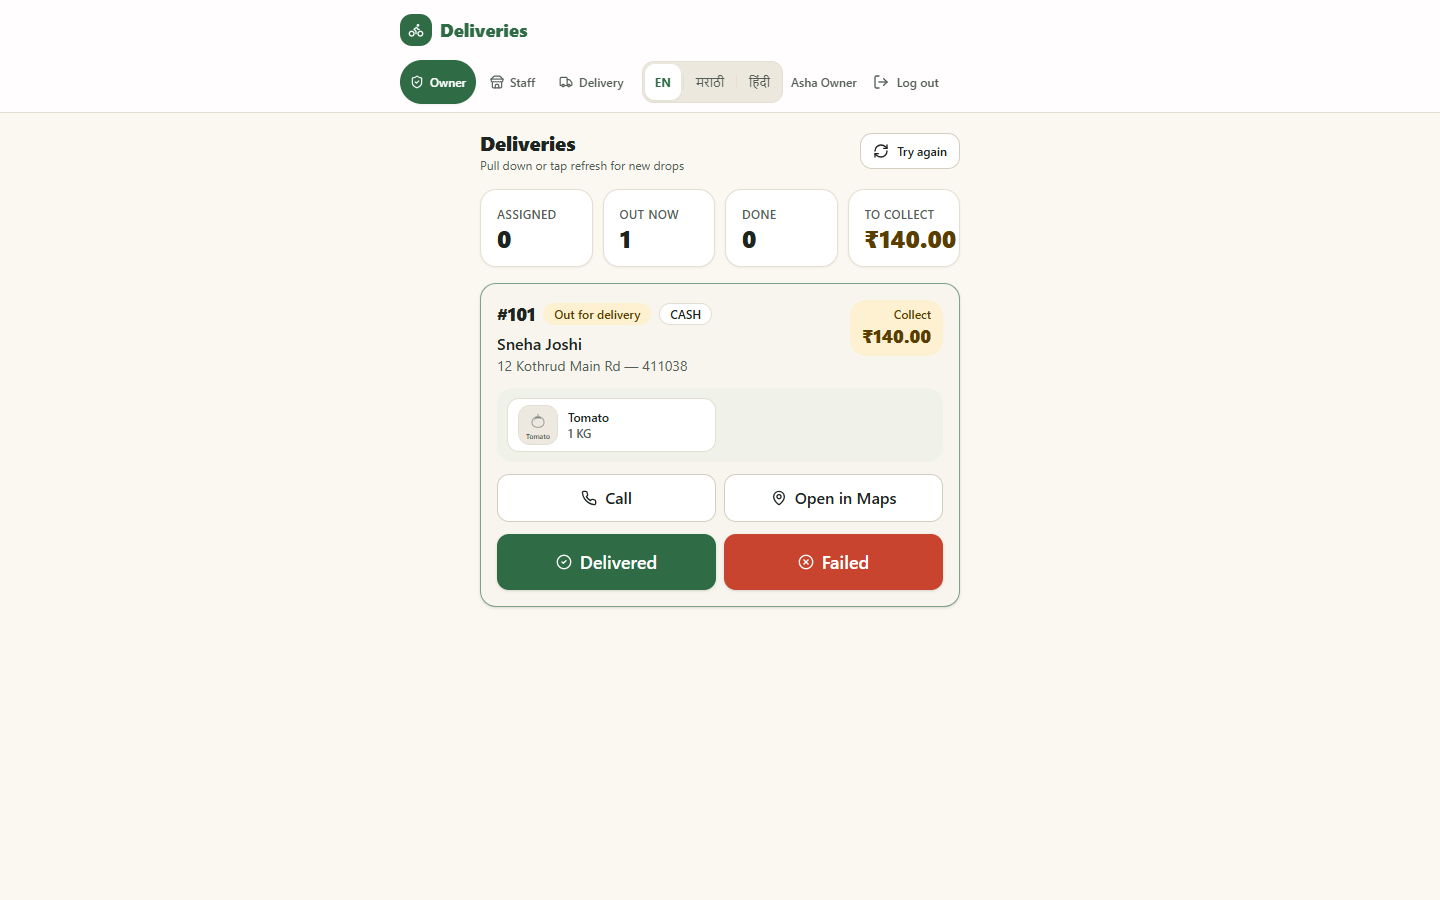 Deliveries
Owner Staff Delivery EN मराठी हिंदी Asha Owner Log out
Deliveries
Pull down or tap refresh for new drops
Try again
ASSIGNED
0
OUT NOW
1
DONE
0
TO COLLECT
₹140.00
#101 Out for delivery CASH
Sneha Joshi
12 Kothrud Main Rd — 411038
Collect
₹140.00
Tomato
Tomato
1 KG
Call
Open in Maps
Delivered
Failed